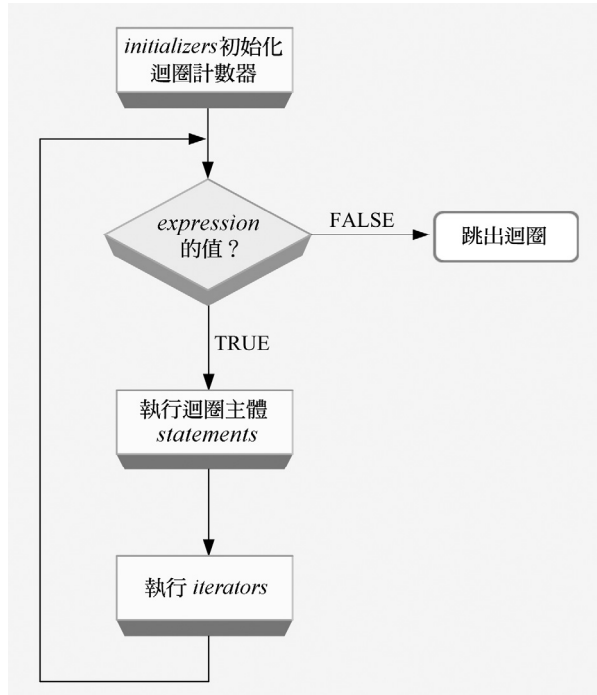 initializers初始化
迴圈計數器
expression
的值？
FALSE
跳出迴圈
TRUE
執行迴圈主體
statements
執行 iterators